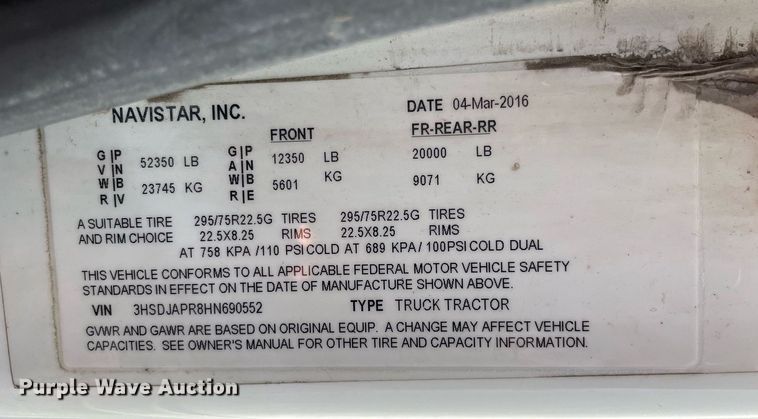 NAVISTAR, INC. DATE 04-Mar-2016
FRONT FR-REAR-RR
G|P V|N W|B R|V 52350 LB 23745 KG
G|P A|N W|B R|E 12350 LB 5601 KG
20000 LB 9071 KG
A SUITABLE TIRE 295/75R22.5G TIRES 295/75R22.5G TIRES
AND RIM CHOICE 22.5X8.25 RIMS 22.5X8.25 RIMS
AT 758 KPA /110 PSI COLD AT 689 KPA / 100PSI COLD DUAL
THIS VEHICLE CONFORMS TO ALL APPLICABLE FEDERAL MOTOR VEHICLE SAFETY
STANDARDS IN EFFECT ON THE DATE OF MANUFACTURE SHOWN ABOVE.
VIN 3HSDJAPR8HN690552 TYPE TRUCK TRACTOR
GVWR AND GAWR ARE BASED ON ORIGINAL EQUIP. A CHANGE MAY AFFECT VEHICLE
CAPACITIES. SEE OWNER'S MANUAL FOR OTHER TIRE AND CAPACITY INFORMATION.
Purple Wave Auction